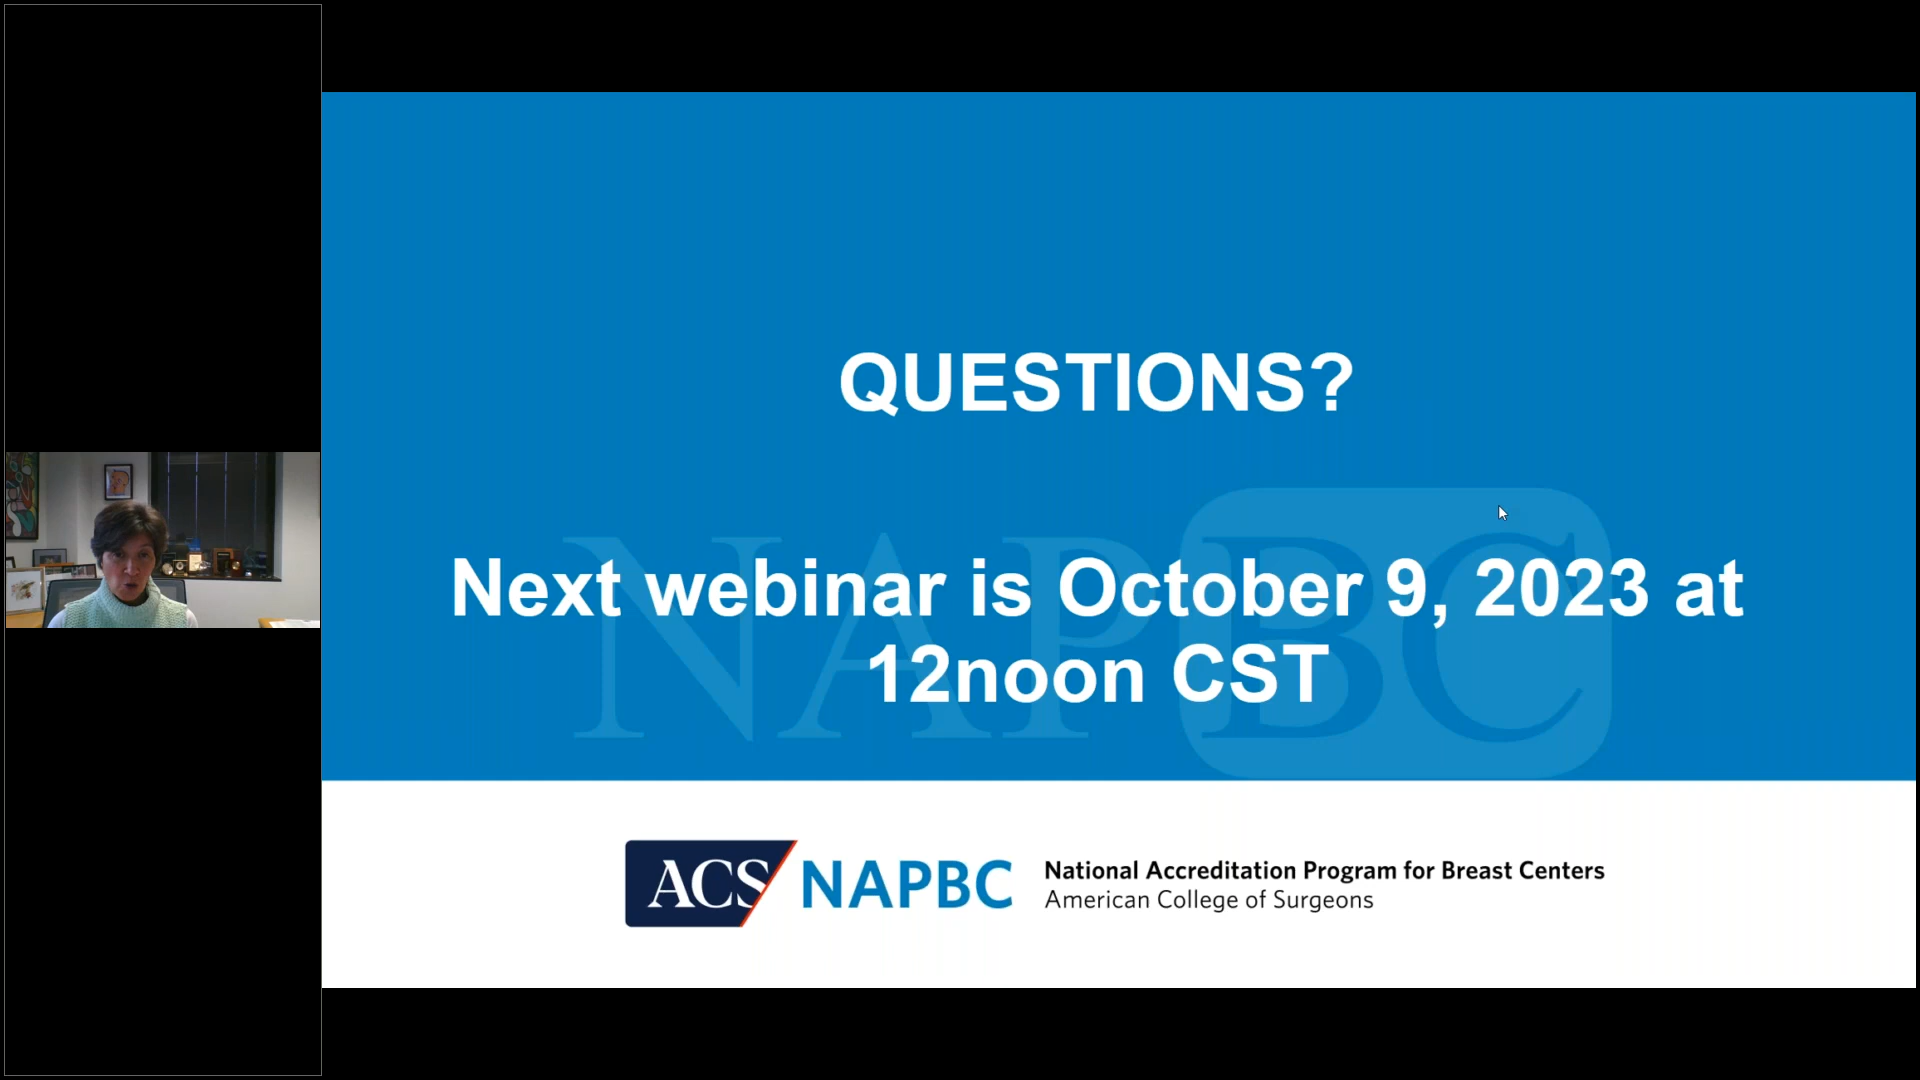 QUESTIONS?
Next webinar is October 9, 2023 at
12noon CST
NAPBC
ACS NAPBC
National Accreditation Program for Breast Centers
American College of Surgeons